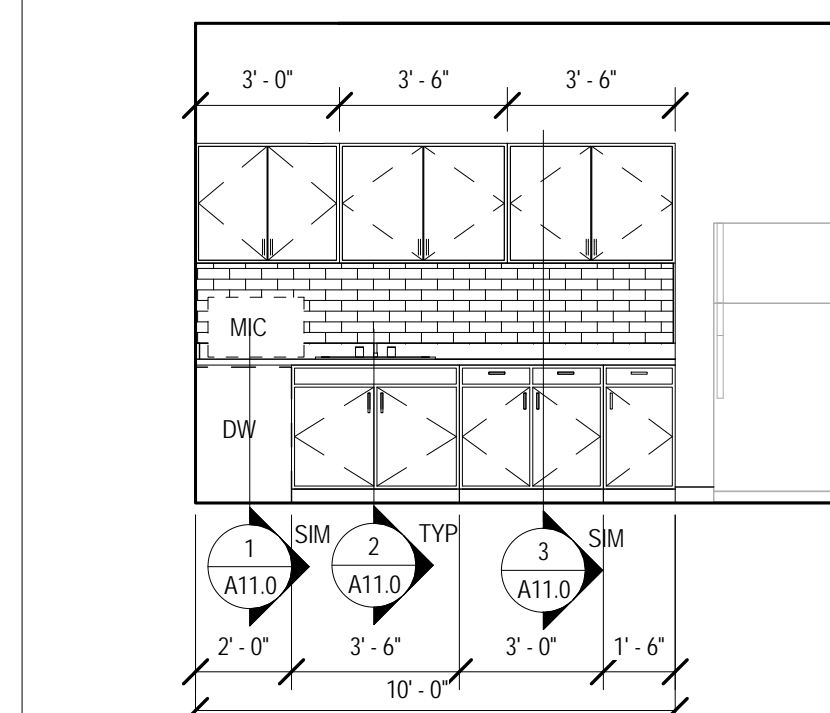 3' - 0" 3' - 6" 3' - 6"
MIC
DW
SIM TYP SIM
1 2 3
A11.0 A11.0 A11.0
2' - 0" 3' - 6" 3' - 0" 1' - 6"
10' - 0"